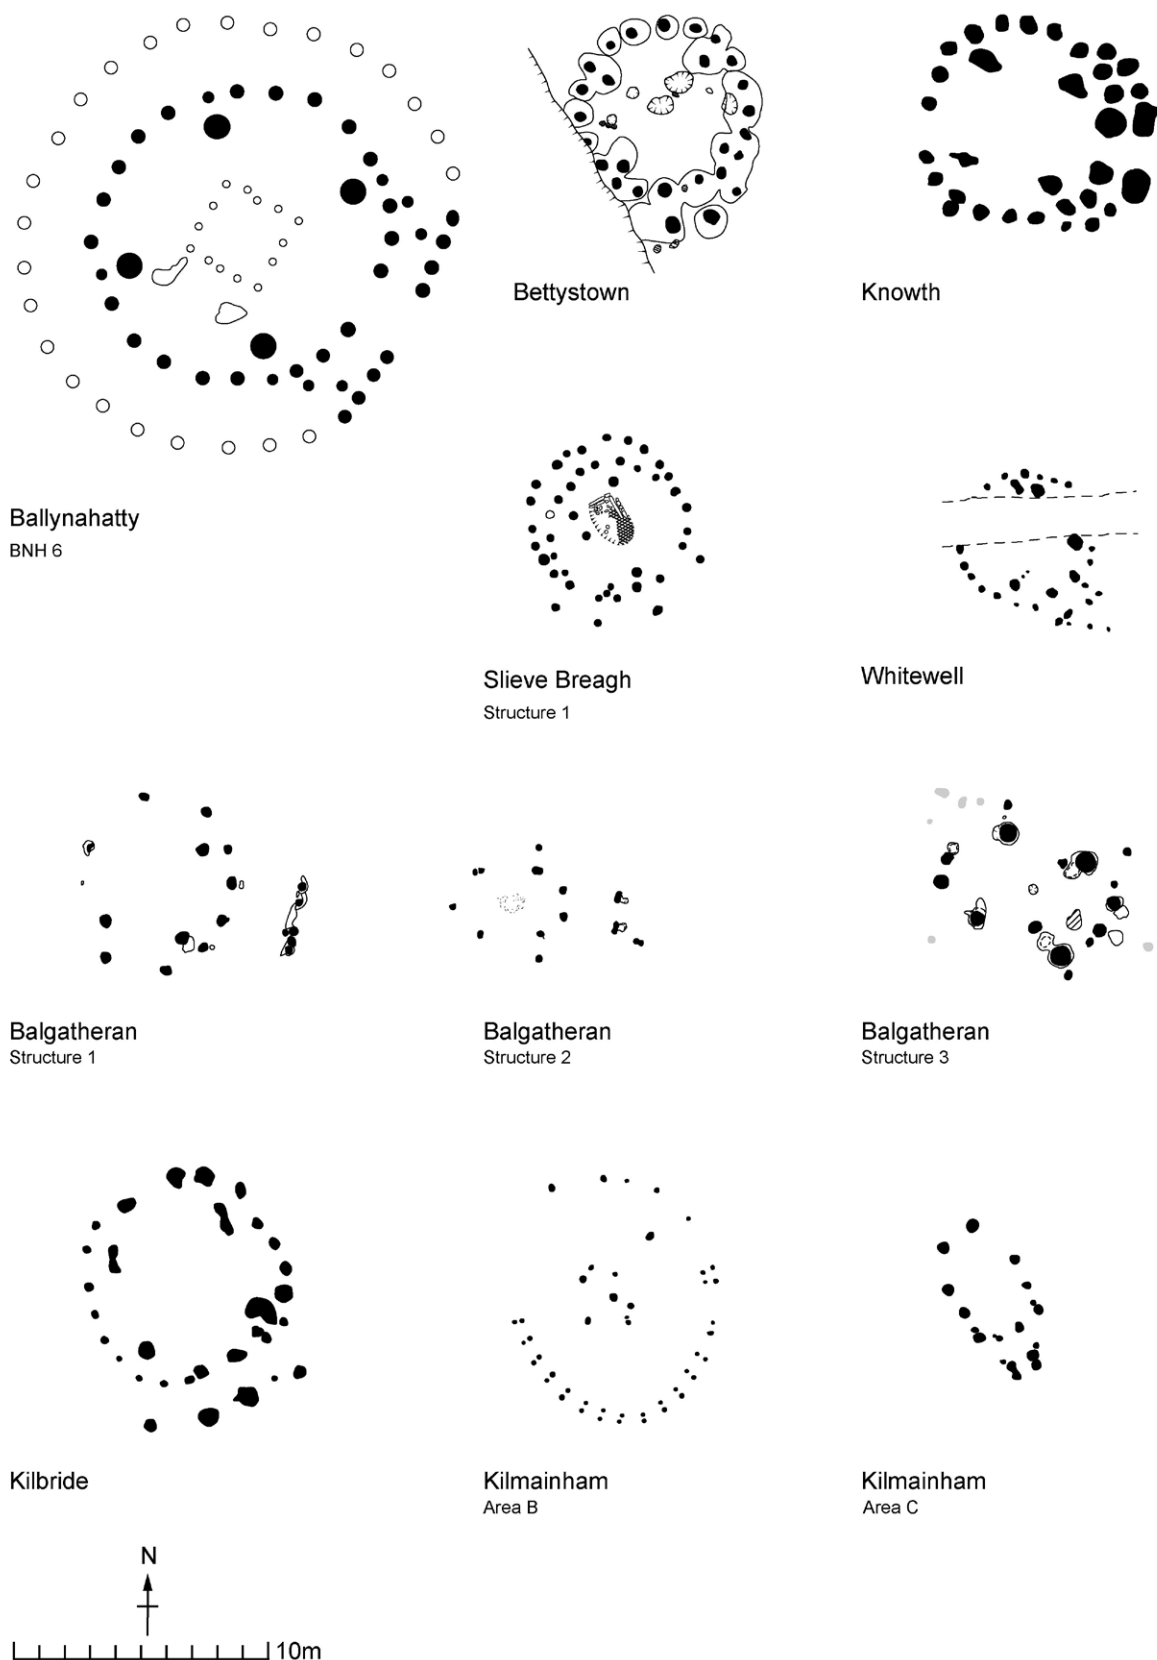 Bettystown
Knowth
Ballynahatty
BNH 6
Slieve Breagh
Structure 1
Whitewell
Balgatheran
Structure 1
Balgatheran
Structure 2
Balgatheran
Structure 3
Kilbride
Kilmainham
Area B
Kilmainham
Area C
N
10m